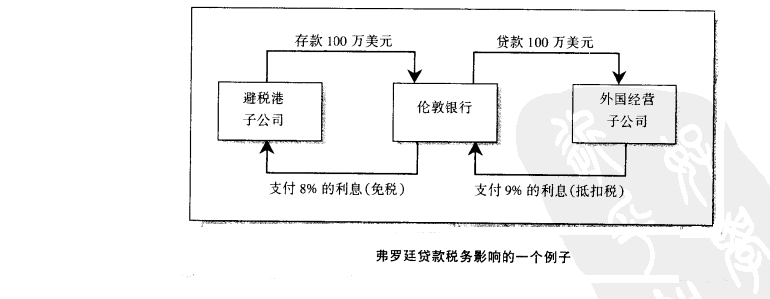 存款 100 万美元
贷款 100 万美元
避税港
子公司
伦敦银行
外国经营
子公司
支付 8% 的利息(免税)
支付 9% 的利息(抵扣税)
弗罗廷贷款税务影响的一个例子